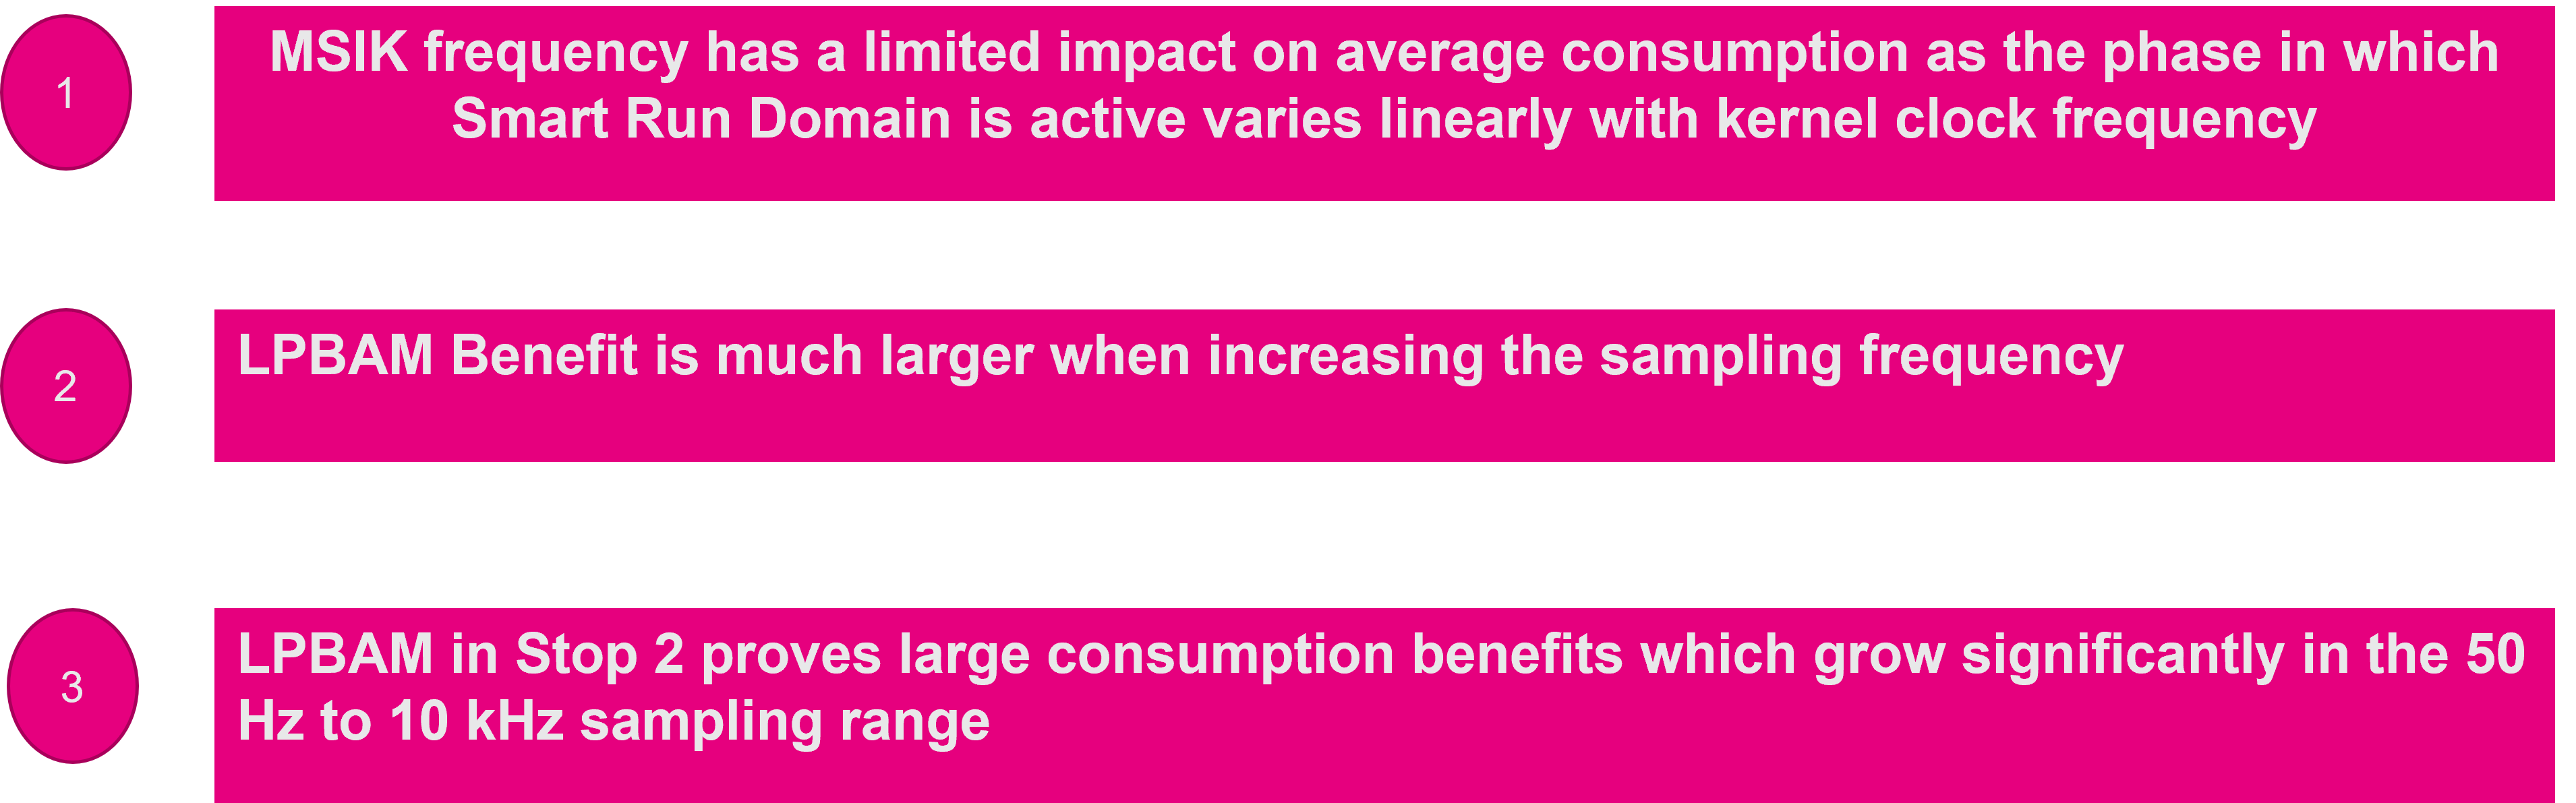 1
MSIK frequency has a limited impact on average consumption as the phase in which
Smart Run Domain is active varies linearly with kernel clock frequency
2
LPBAM Benefit is much larger when increasing the sampling frequency
3
LPBAM in Stop 2 proves large consumption benefits which grow significantly in the 50
Hz to 10 kHz sampling range